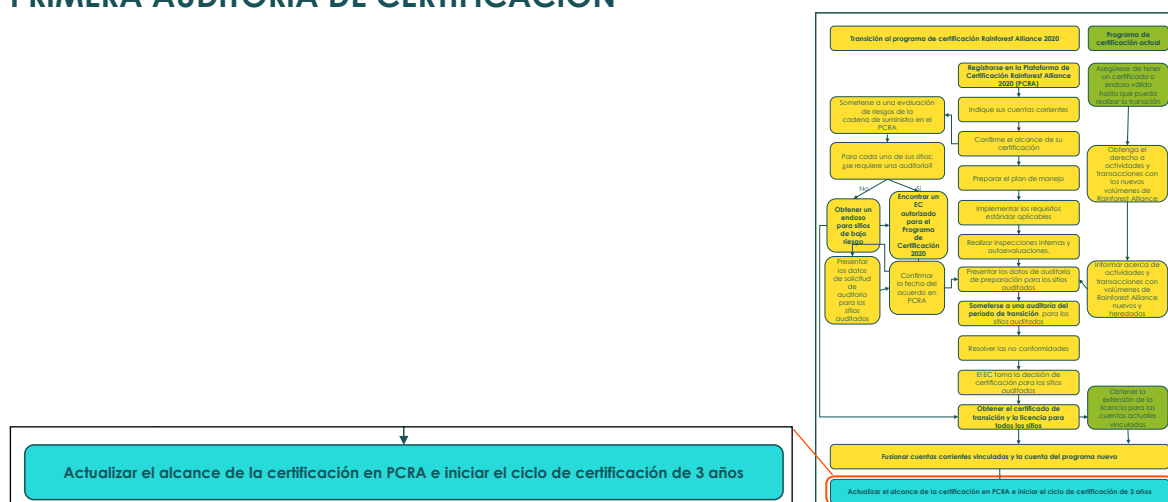 PRIMERA AUDITORÍA DE CERTIFICACIÓN
Transición al programa de certificación Rainforest Alliance 2020
Programa de
certificación actual
Registrarse en la Plataforma de
Certificación Rainforest Alliance
2020 (PCRA)
Asegúrese de tener
un certificado o
endoso válido
hasta que pueda
realizar la transición
Someterse a una evaluación
de riesgos de la
cadena de suministro en el
PCRA
Indique sus cuentas corrientes
Confirme el alcance de su
certificación
Para cada uno de sus sitios:
¿se requiere una auditoría?
Obtenga el
derecho a
actividades y
transacciones con
los nuevos
volúmenes de
Rainforest Alliance
Preparar el plan de manejo
No
Sí
Obtener un
endoso
para sitios
de bajo
riesgo
Encontrar un
EC
autorizado
para el
Programa
de
Certificación
2020
Implementar los requisitos
estándar aplicables
Realizar inspecciones internas y
autoevaluaciones.
Presentar
los datos
de solicitud
de
auditoría
para los
sitios
auditados
Confirmar
la fecha del
acuerdo en
PCRA
Presentar los datos de auditoría
de preparación para los sitios
auditados
Informar acerca de
actividades y
transacciones con
volúmenes de
Rainforest Alliance
nuevos y
heredados
Someterse a una auditoría del
período de transición para los
sitios auditados
Resolver las no conformidades
El EC toma la decisión de
certificación para los sitios
auditados
Obtener el certificado de
transición y la licencia para
todos los sitios
Obtener la
extensión de la
licencia para las
cuentas actuales
vinculadas
Fusionar cuentas corrientes vinculadas y la cuenta del programa nuevo
Actualizar el alcance de la certificación en PCRA e iniciar el ciclo de certificación de 3 años
Actualizar el alcance de la certificación en PCRA e iniciar el ciclo de certificación de 3 años